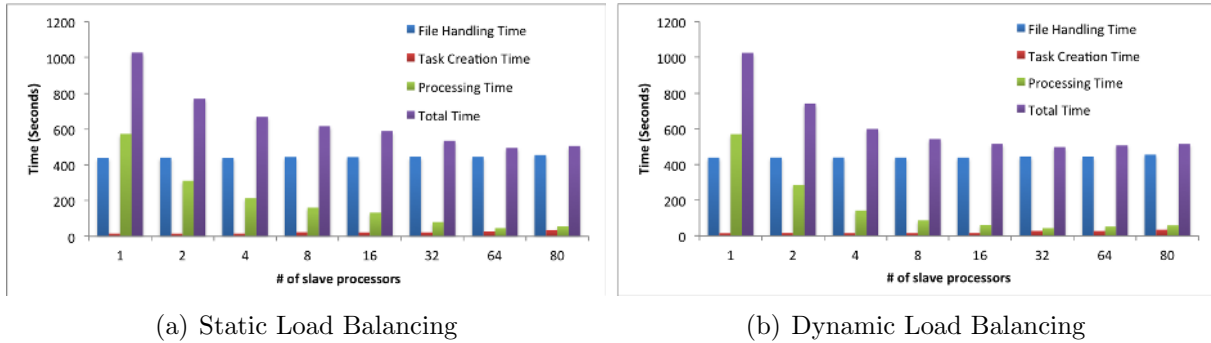 1200
1000
800
600
400
200
0
Time (Seconds)
File Handling Time
Task Creation Time
Processing Time
Total Time
1 2 4 8 16 32 64 80
# of slave processors
(a) Static Load Balancing
1200
1000
800
600
400
200
0
Time (Seconds)
File Handling Time
Task Creation Time
Processing Time
Total Time
1 2 4 8 16 32 64 80
# of slave processors
(b) Dynamic Load Balancing